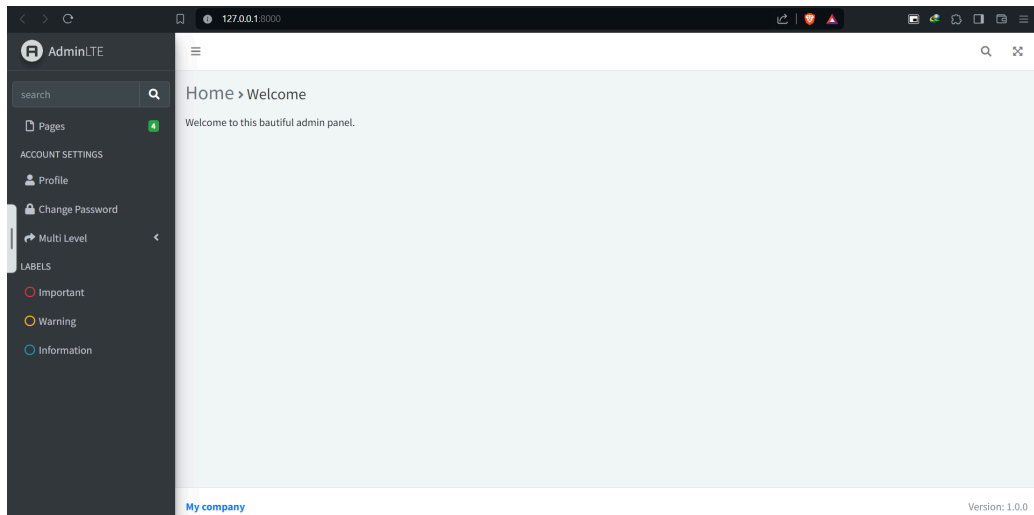 127.0.0.1:8000
AdminLTE
search
Pages 4
ACCOUNT SETTINGS
Profile
Change Password
Multi Level
LABELS
Important
Warning
Information
Home › Welcome
Welcome to this bautiful admin panel.
My company
Version: 1.0.0